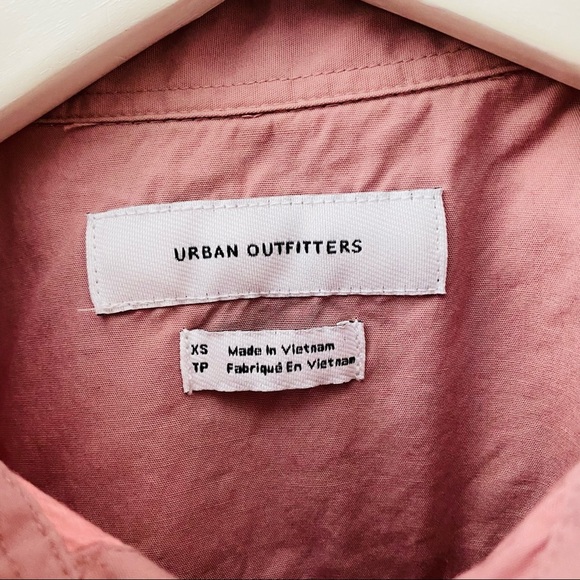 URBAN OUTFITTERS
XS Made In Vietnam
TP Fabriqué En Vietnam